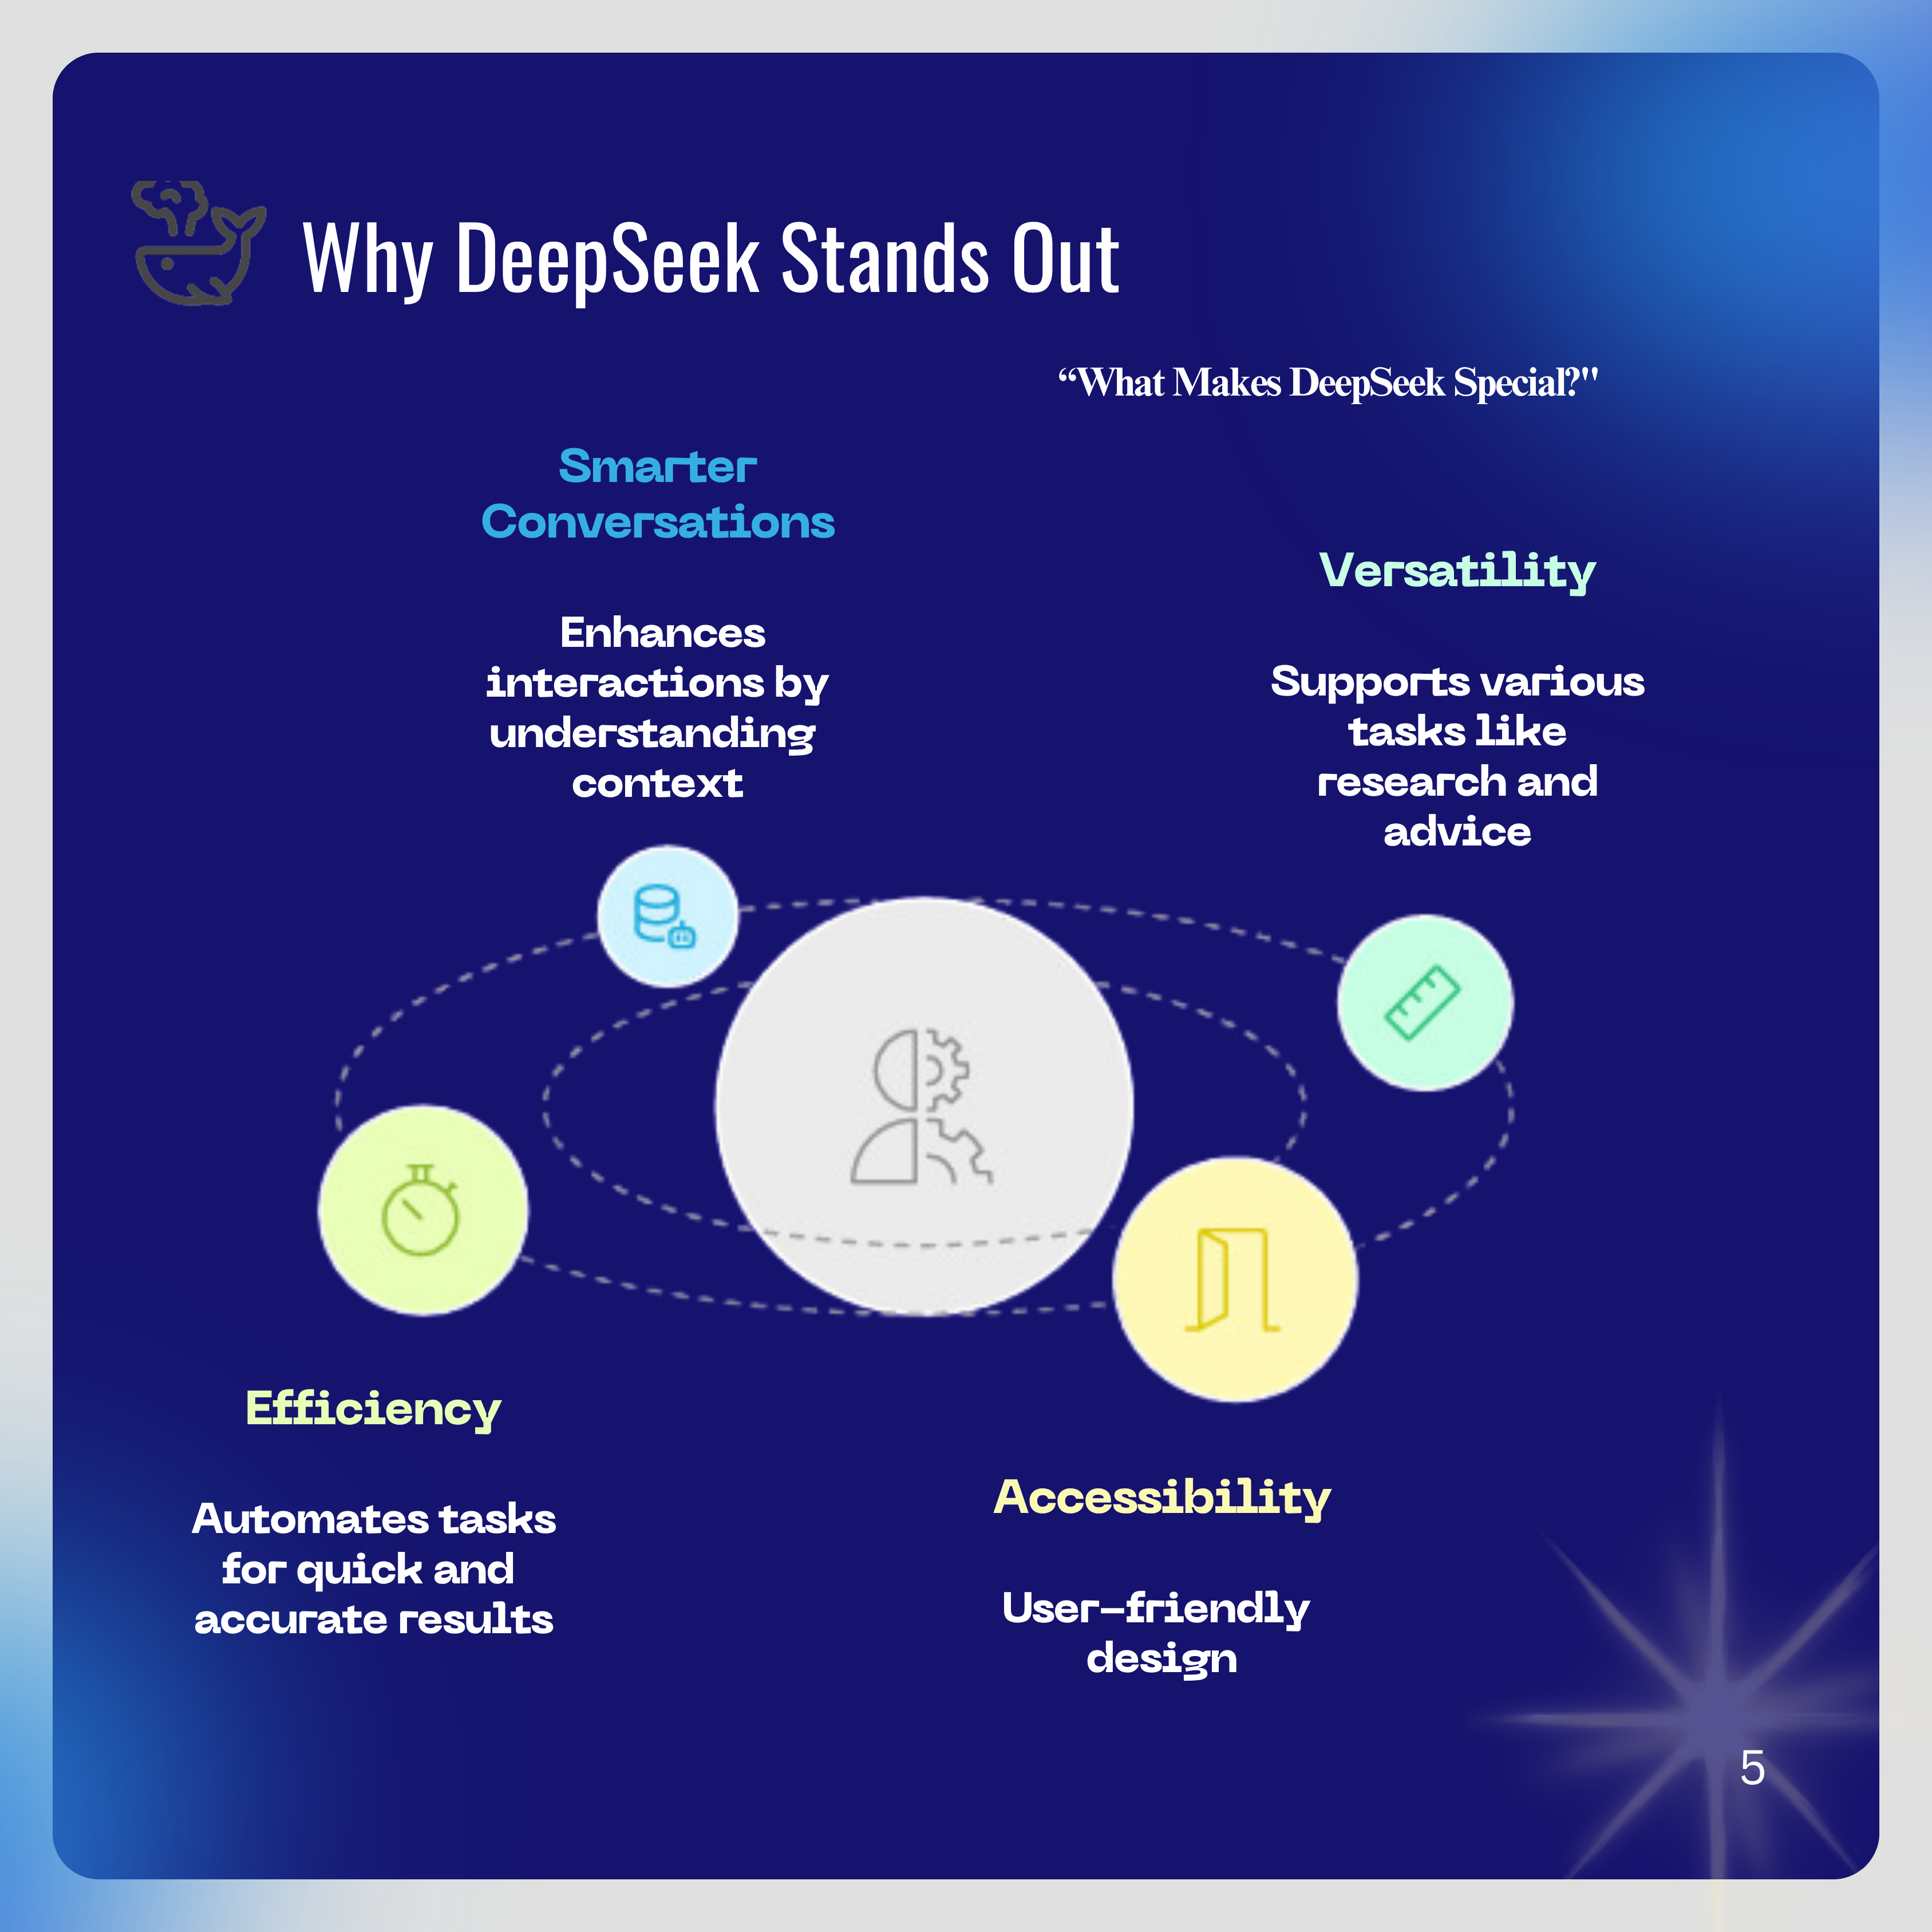 Why DeepSeek Stands Out
“What Makes DeepSeek Special?"
Smarter
Conversations
Enhances
interactions by
understanding
context
Versatility
Supports various
tasks like
research and
advice
Efficiency
Automates tasks
for quick and
accurate results
Accessibility
User-friendly
design
5